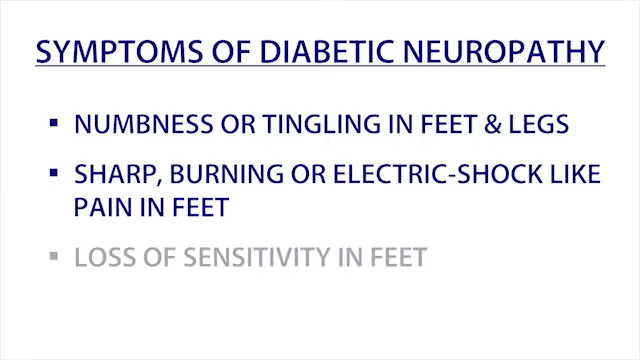 SYMPTOMS OF DIABETIC NEUROPATHY
▪ NUMBNESS OR TINGLING IN FEET & LEGS
▪ SHARP, BURNING OR ELECTRIC-SHOCK LIKE
PAIN IN FEET
▪ LOSS OF SENSITIVITY IN FEET